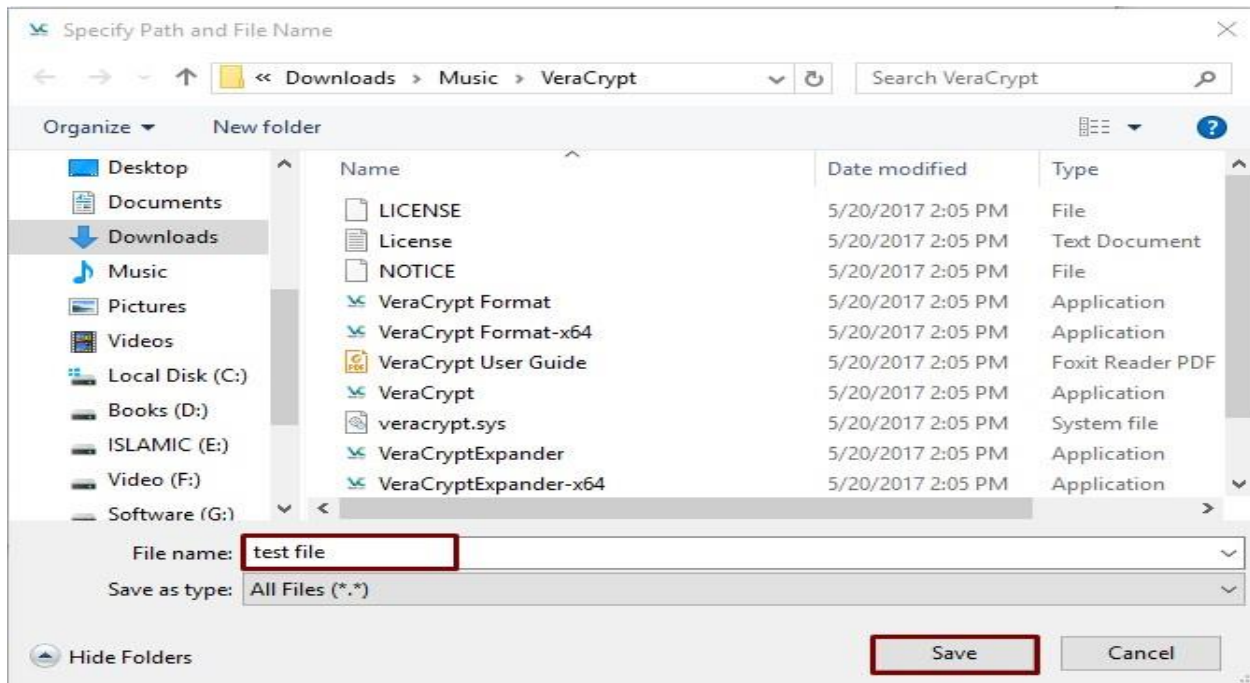 Specify Path and File Name
« Downloads > Music > VeraCrypt
Search VeraCrypt
Organize
New folder
?
Desktop
Documents
Downloads
Music
Pictures
Videos
Local Disk (C:)
Books (D:)
ISLAMIC (E:)
Video (F:)
Software (G:)
Name Date modified Type
LICENSE 5/20/2017 2:05 PM File
License 5/20/2017 2:05 PM Text Document
NOTICE 5/20/2017 2:05 PM File
VeraCrypt Format 5/20/2017 2:05 PM Application
VeraCrypt Format-x64 5/20/2017 2:05 PM Application
VeraCrypt User Guide 5/20/2017 2:05 PM Foxit Reader PDF
VeraCrypt 5/20/2017 2:05 PM Application
veracrypt.sys 5/20/2017 2:05 PM System file
VeraCryptExpander 5/20/2017 2:05 PM Application
VeraCryptExpander-x64 5/20/2017 2:05 PM Application
File name: test file
Save as type: All Files (*.*)
Hide Folders
Save
Cancel